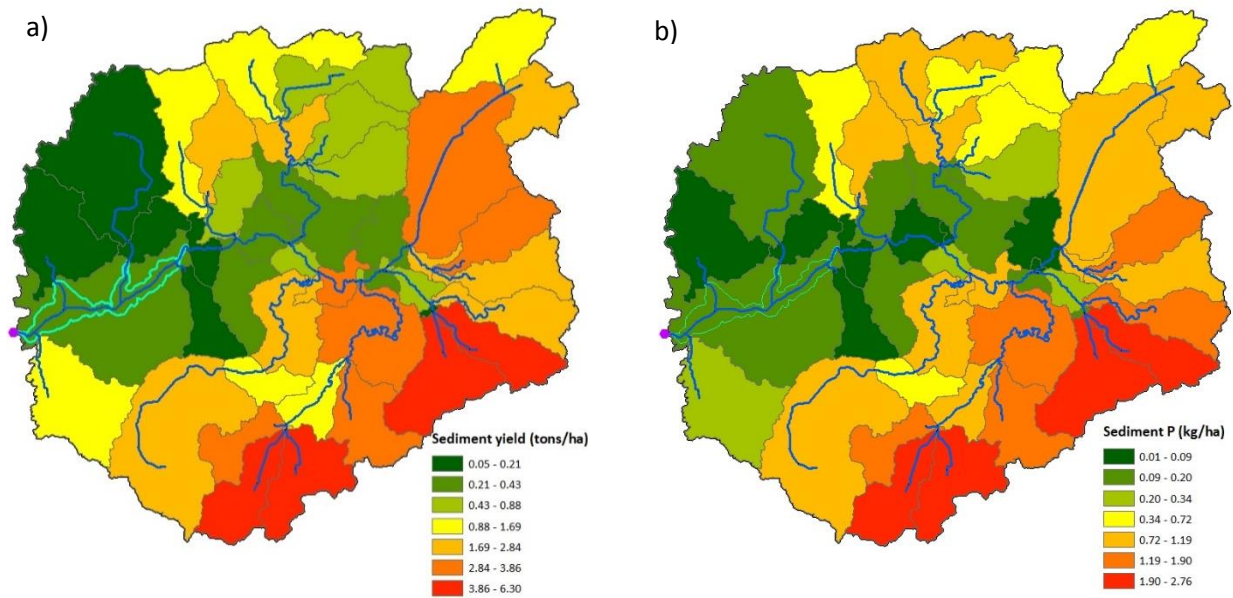 a)
Sediment yield (tons/ha)
0.05 - 0.21
0.21 - 0.43
0.43 - 0.88
0.88 - 1.69
1.69 - 2.84
2.84 - 3.86
3.86 - 6.30
b)
Sediment P (kg/ha)
0.01 - 0.09
0.09 - 0.20
0.20 - 0.34
0.34 - 0.72
0.72 - 1.19
1.19 - 1.90
1.90 - 2.76